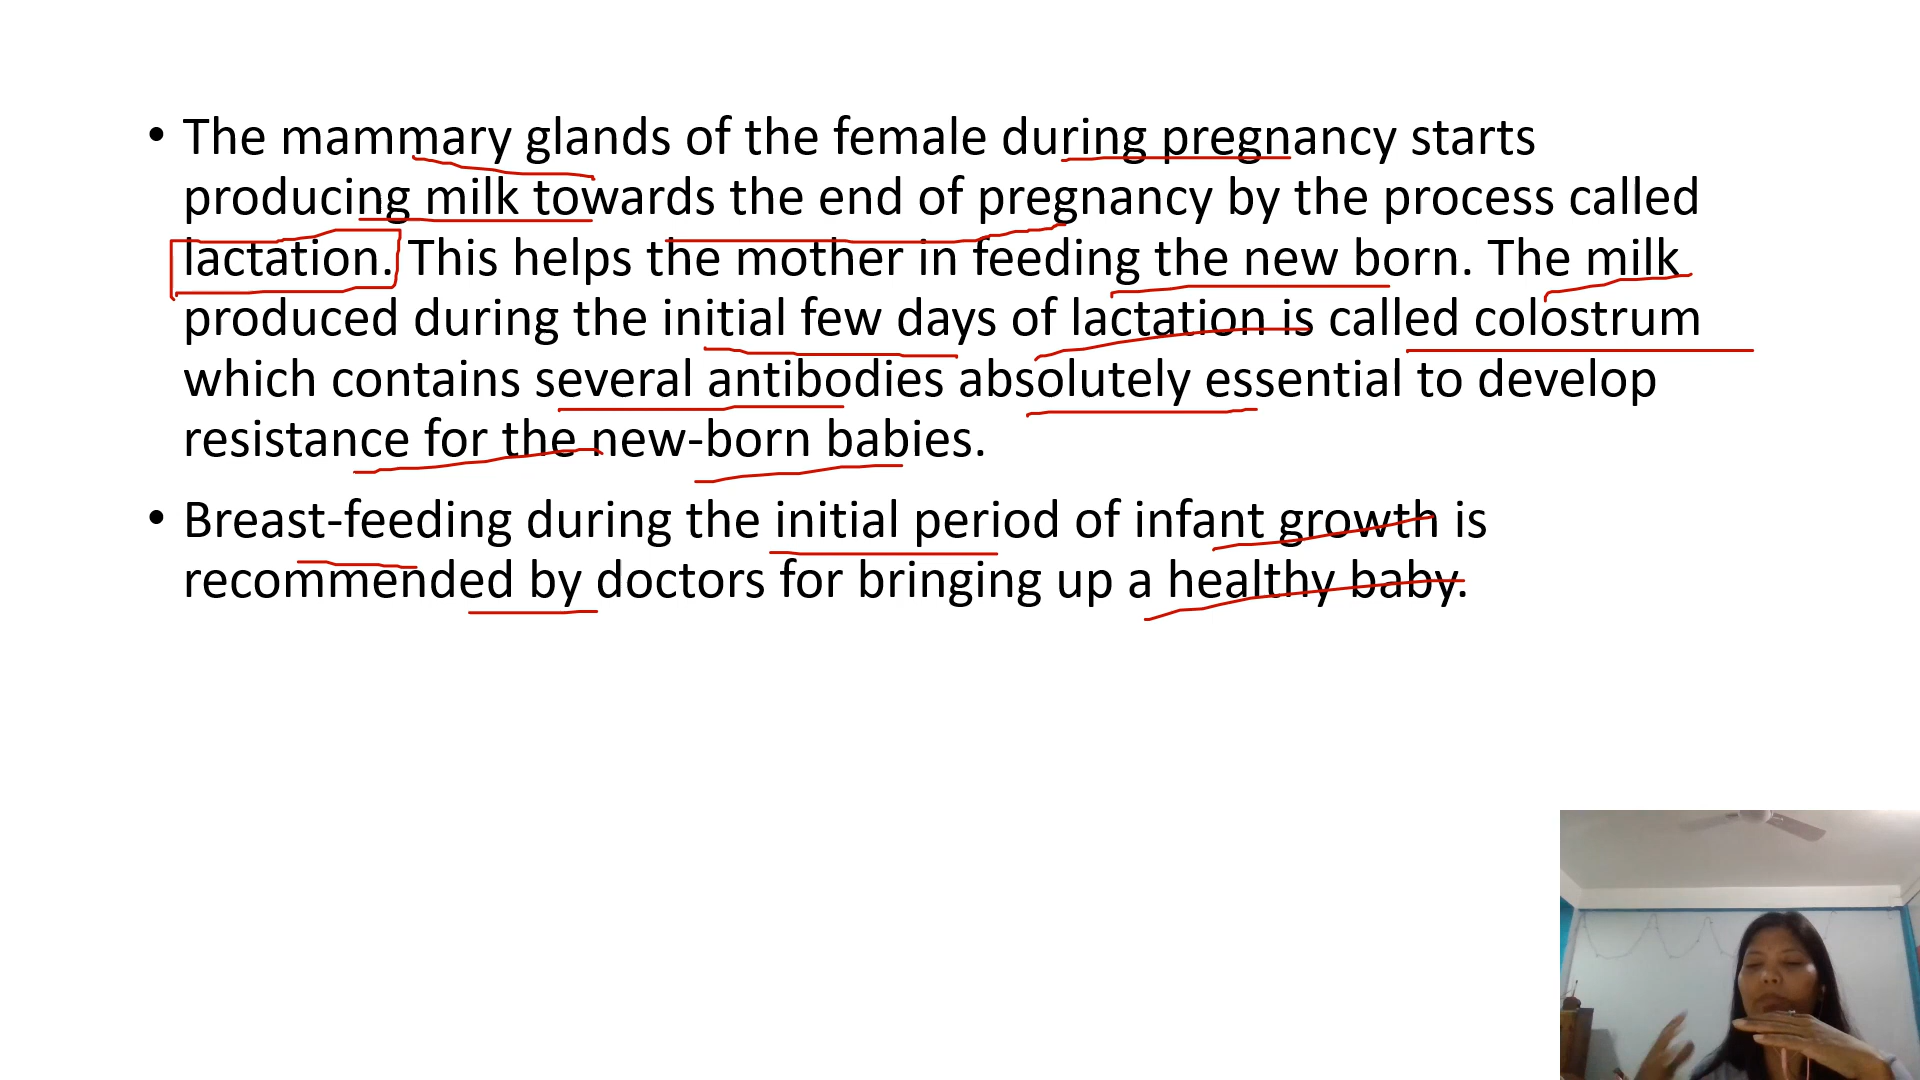 • The mammary glands of the female during pregnancy starts
producing milk towards the end of pregnancy by the process called
lactation. This helps the mother in feeding the new born. The milk
produced during the initial few days of lactation is called colostrum
which contains several antibodies absolutely essential to develop
resistance for the new-born babies.
• Breast-feeding during the initial period of infant growth is
recommended by doctors for bringing up a healthy baby.